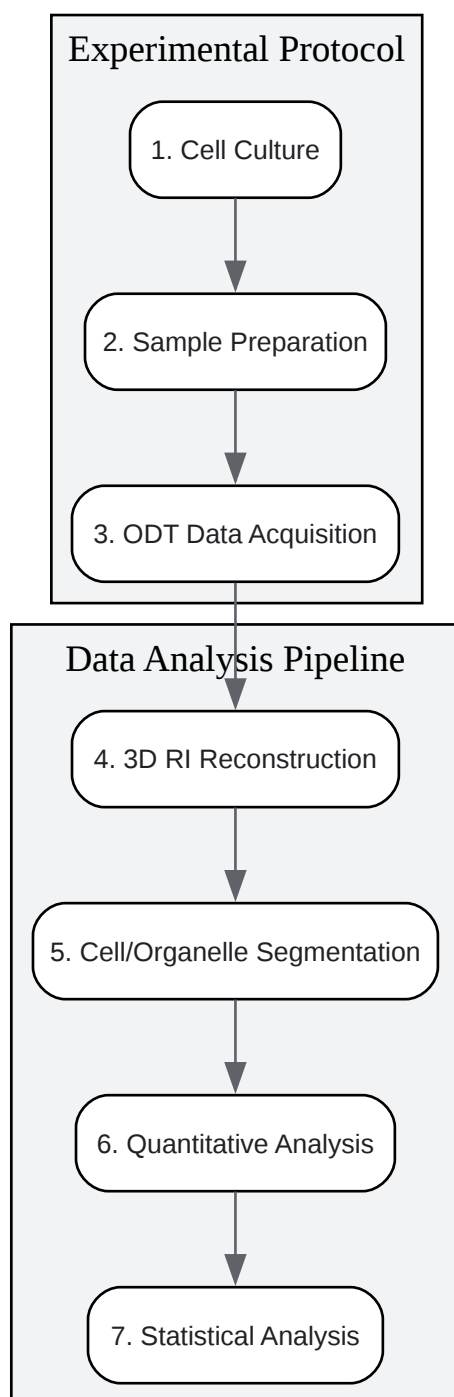 Experimental Protocol
1. Cell Culture
2. Sample Preparation
3. ODT Data Acquisition
Data Analysis Pipeline
4. 3D RI Reconstruction
5. Cell/Organelle Segmentation
6. Quantitative Analysis
7. Statistical Analysis